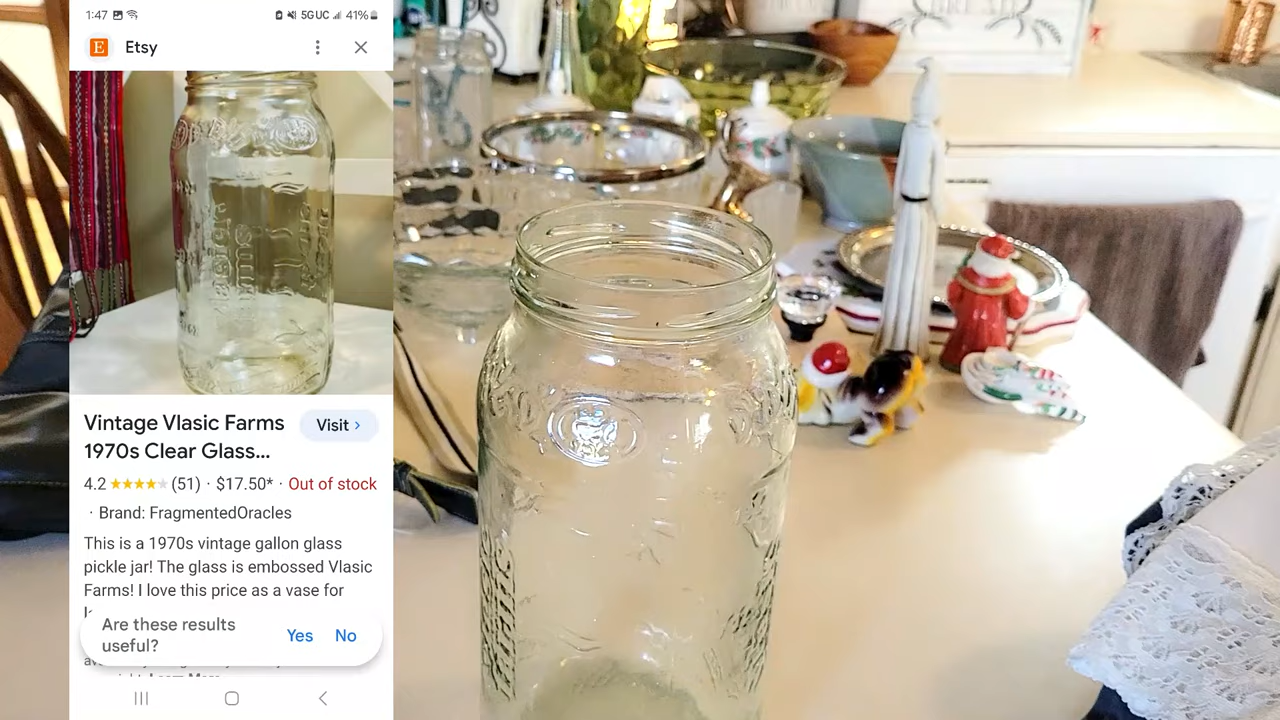 1:47 5GUC 41%
Etsy
Vintage Vlasic Farms
1970s Clear Glass...
Visit
4.2 (51) · $17.50* · Out of stock
· Brand: FragmentedOracles
This is a 1970s vintage gallon glass
pickle jar! The glass is embossed Vlasic
Farms! I love this price as a vase for
Are these results
useful?
Yes No